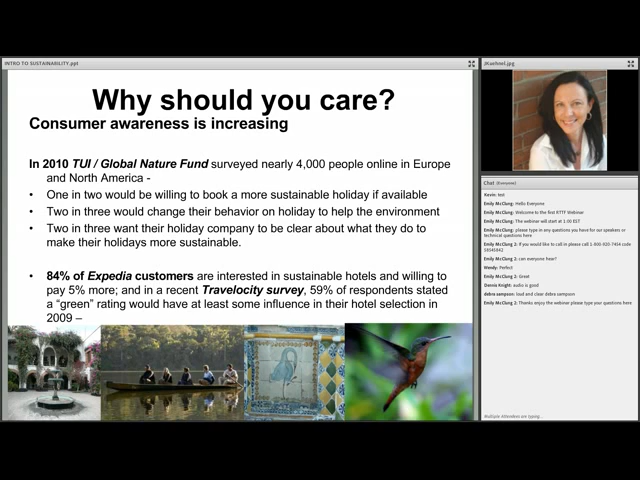 INTRO TO SUSTAINABILITY.ppt
Why should you care?
Consumer awareness is increasing
In 2010 TUI / Global Nature Fund surveyed nearly 4,000 people online in Europe
and North America -
• One in two would be willing to book a more sustainable holiday if available
• Two in three would change their behavior on holiday to help the environment
• Two in three want their holiday company to be clear about what they do to
make their holidays more sustainable.
• 84% of Expedia customers are interested in sustainable hotels and willing to
pay 5% more; and in a recent Travelocity survey, 59% of respondents stated
a “green” rating would have at least some influence in their hotel selection in
2009 –
JKuehnel.jpg
Chat (Everyone)
Kevin: test
Emily McClung: Hello Everyone
Emily McClung: Welcome to the first RTTF Webinar
Emily McClung: The webinar will start at 1:00 EST
Emily McClung: please type in any questions you have for our speakers or
technical questions here
Emily McClung 2: If you would like to call in please call 1-800-920-7454 code
Emily McClung 2: can everyone hear?
Wendy: Perfect
Emily McClung 2: Great
Dennis Knight: audio is good
debra sampson: loud and clear debra sampson
Emily McClung 2: Thanks enjoy the webinar please type your questions here
Multiple Attendees are typing...